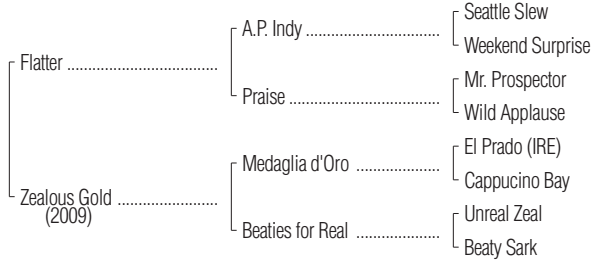 Seattle Slew
A.P. Indy ..............................
Weekend Surprise
Flatter ..................................
Mr. Prospector
Praise ..................................
Wild Applause
El Prado (IRE)
Medaglia d'Oro ..................
Cappucino Bay
Zealous Gold ......................
(2009)
Unreal Zeal
Beaties for Real ..................
Beaty Sark